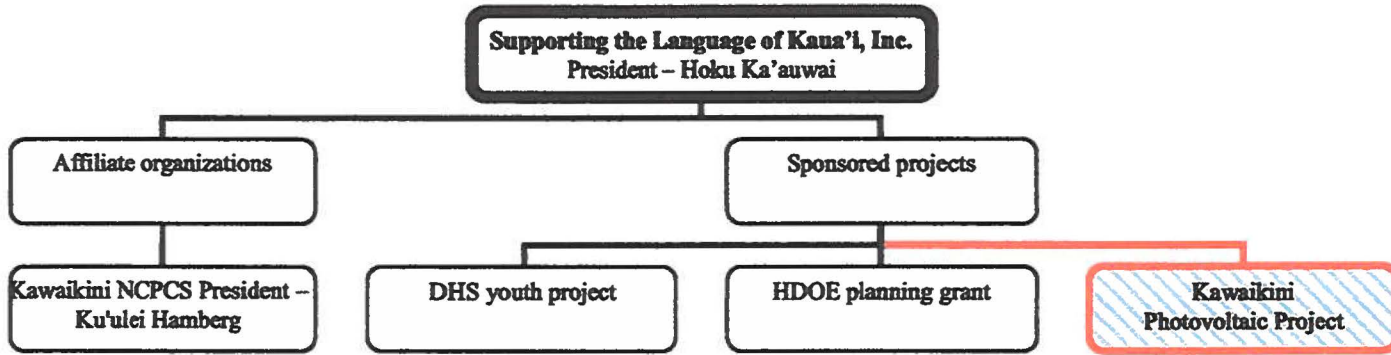 Supporting the Language of Kaua'i, Inc.
President – Hoku Ka'auwai
Affiliate organizations
Sponsored projects
Kawaikini NCPCS President –
Ku'ulei Hamberg
DHS youth project
HDOE planning grant
Kawaikini
Photovoltaic Project